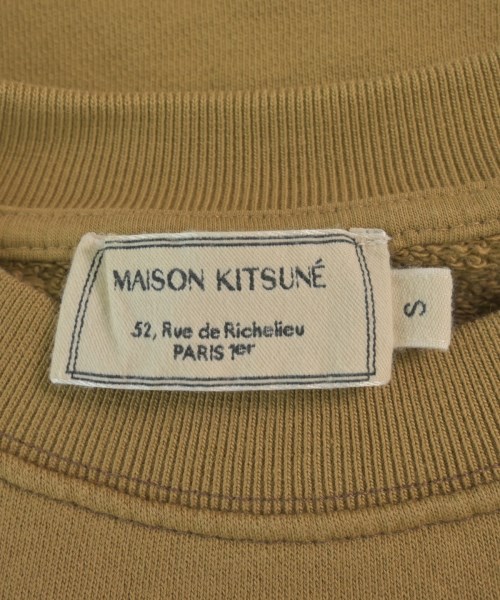 MAISON KITSUNÉ
52, Rue de Richelieu
PARIS 1er
S